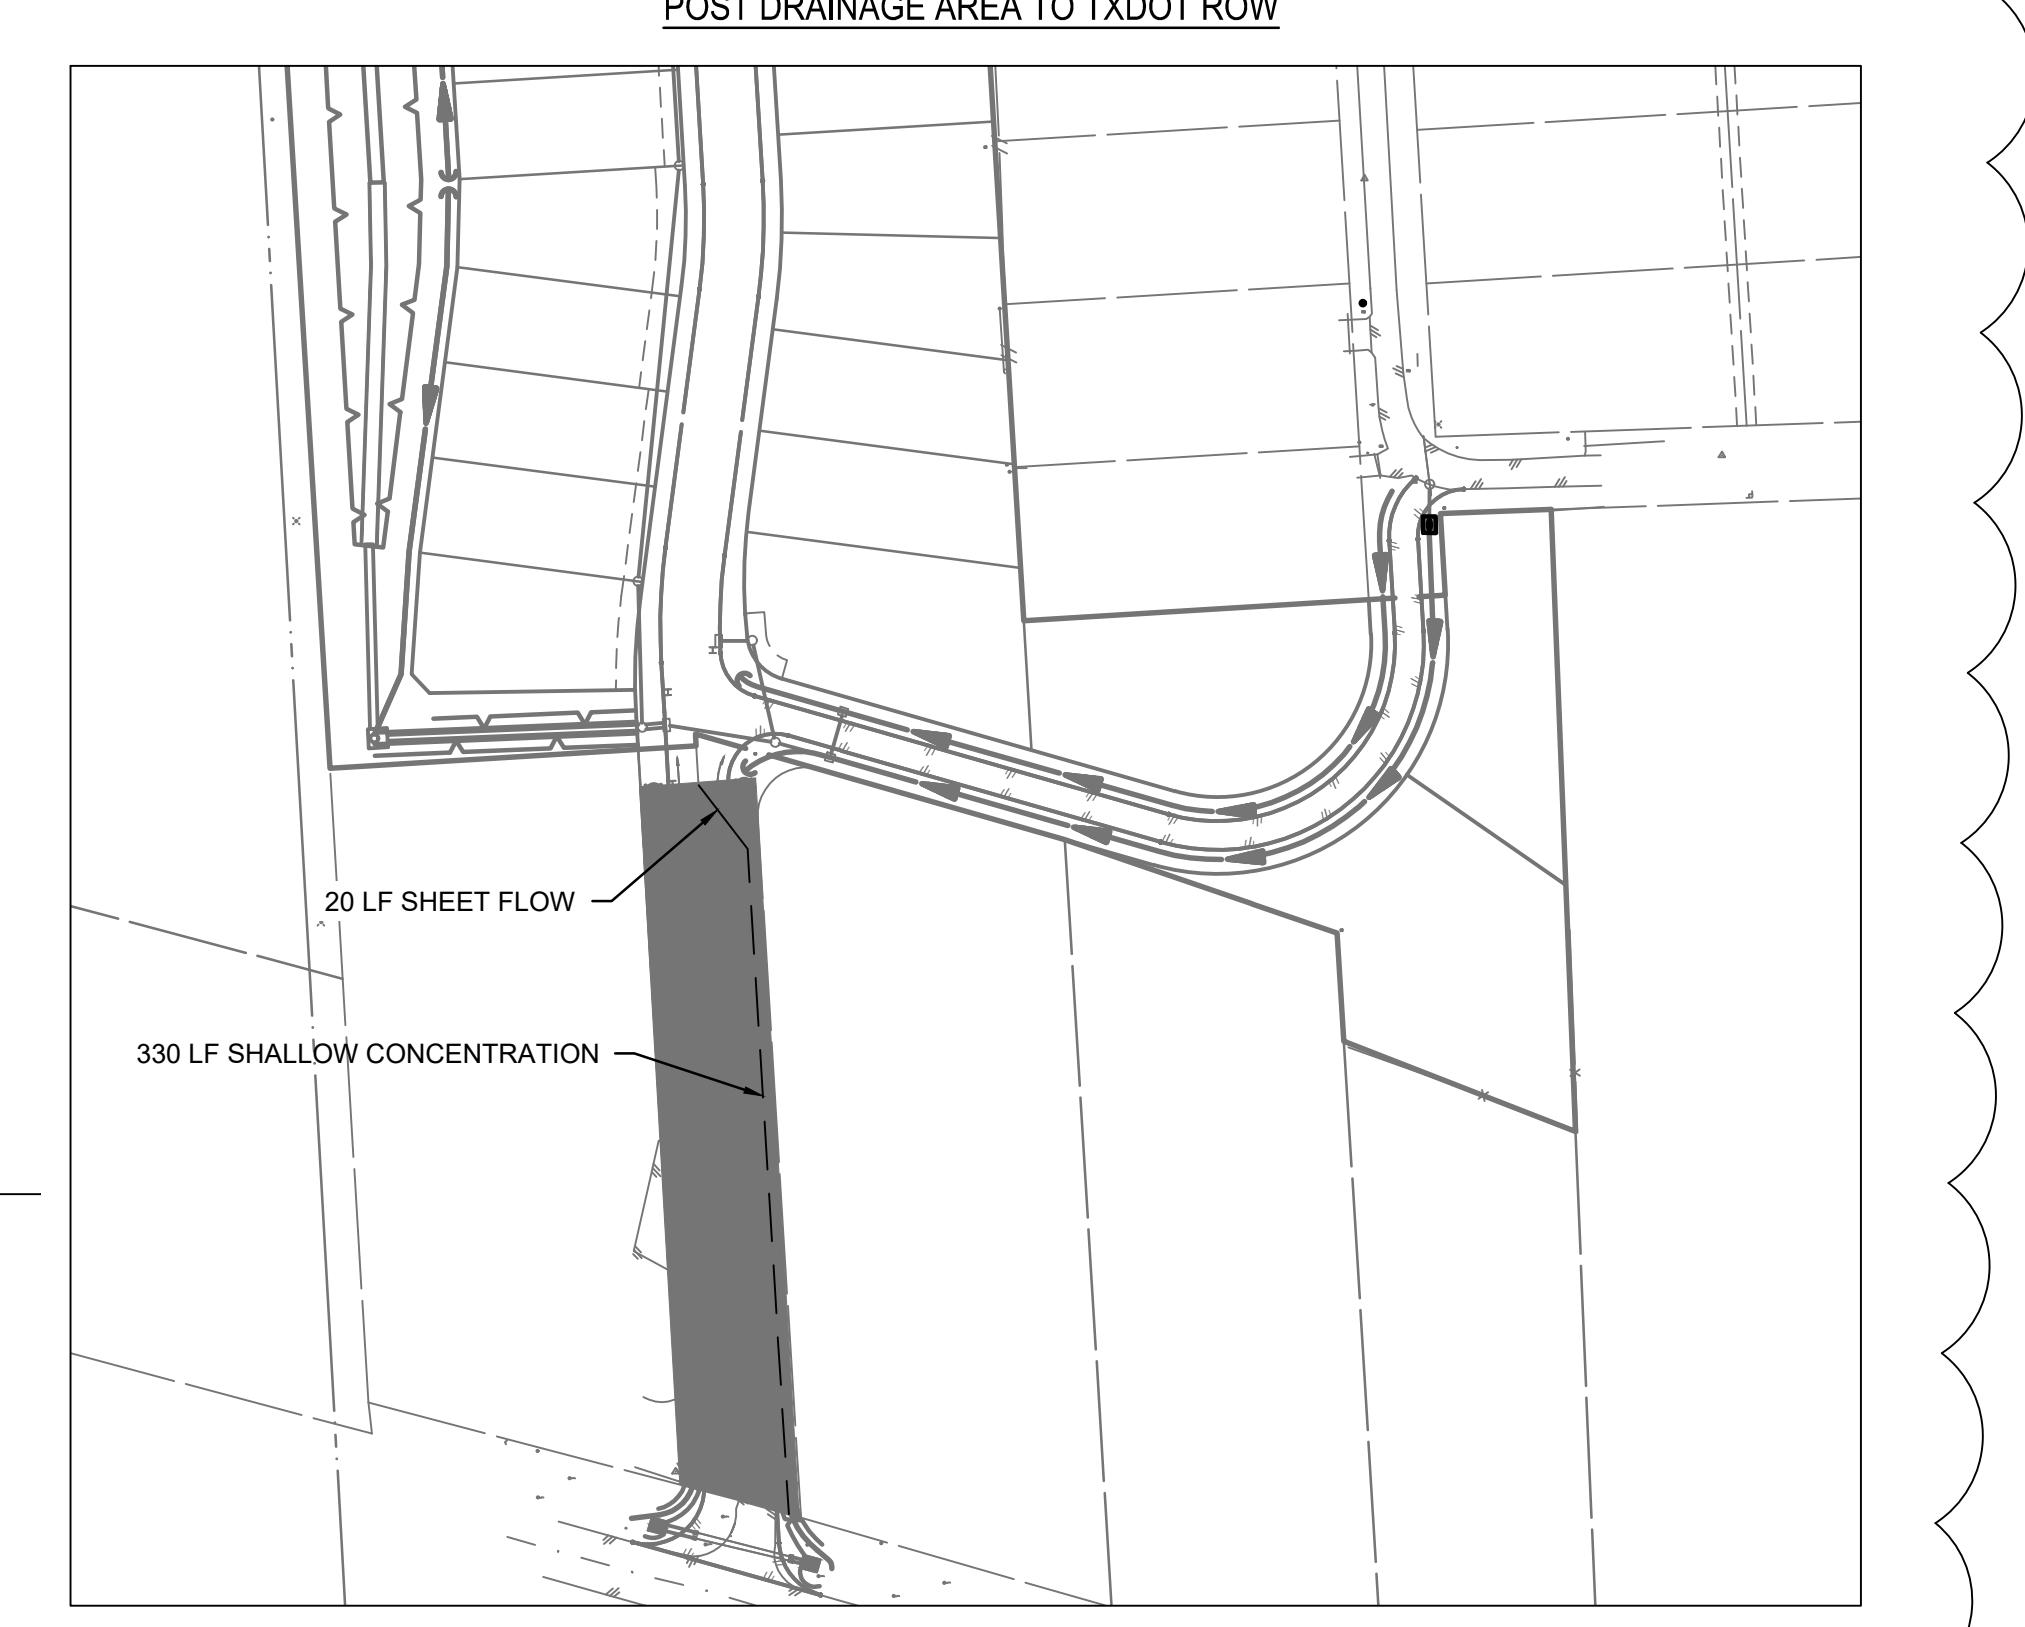 POST DRAINAGE AREA TO TXDOT ROW
20 LF SHEET FLOW
330 LF SHALLOW CONCENTRATION